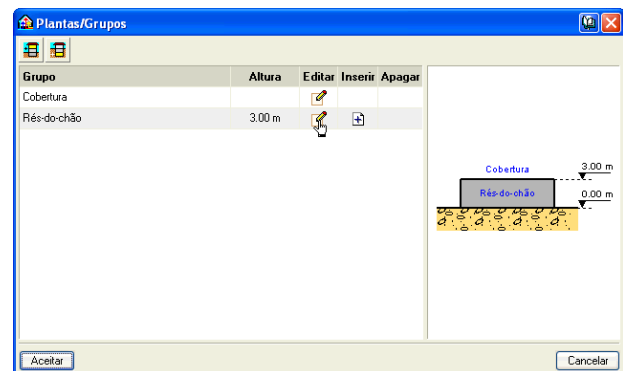 Plantas/Grupos
Grupo Altura Editar Inserir Apagar
Cobertura
Rés-do-chão 3.00 m
Cobertura 3.00 m
Rés-do-chão 0.00 m
Aceitar Cancelar